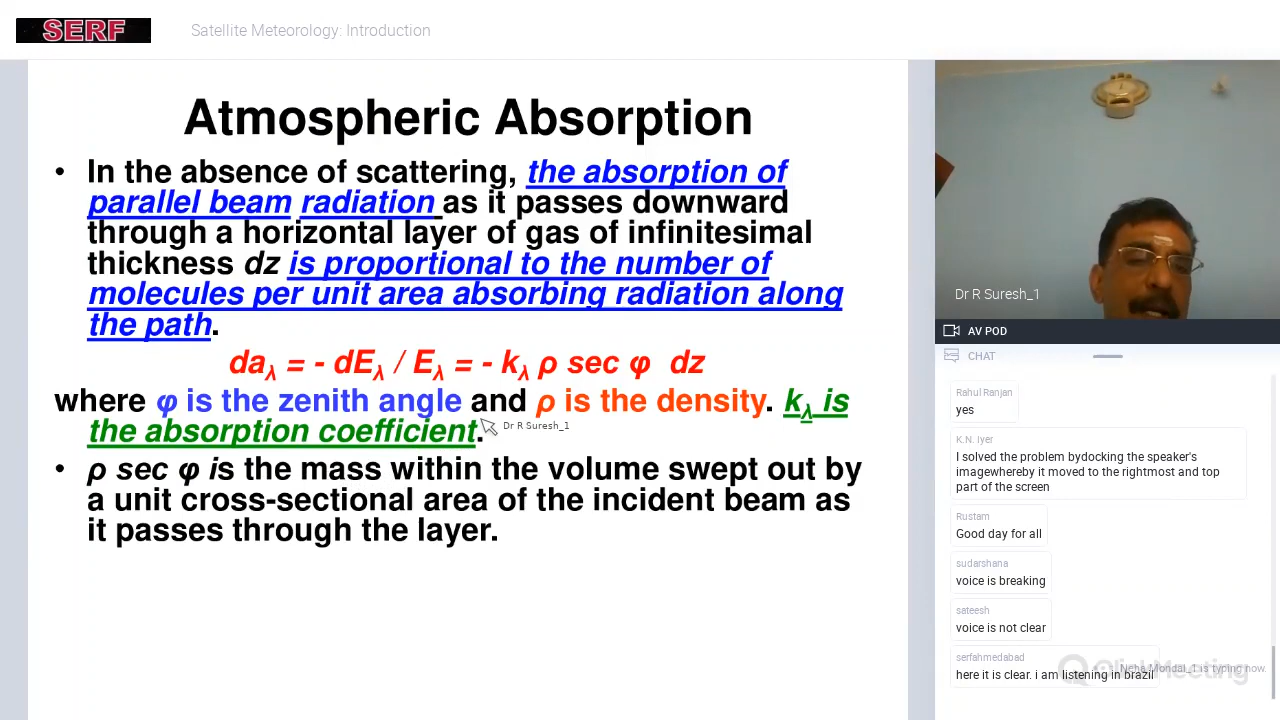 SERF
Satellite Meteorology: Introduction
Atmospheric Absorption
• In the absence of scattering, the absorption of
parallel beam radiation as it passes downward
through a horizontal layer of gas of infinitesimal
thickness dz is proportional to the number of
molecules per unit area absorbing radiation along
the path.
daλ = - dEλ / Eλ = - kλ ρ sec φ dz
where φ is the zenith angle and ρ is the density. kλ is
the absorption coefficient.
Dr R Suresh_1
• ρ sec φ is the mass within the volume swept out by
a unit cross-sectional area of the incident beam as
it passes through the layer.
Dr R Suresh_1
AV POD
CHAT
Rahul Ranjan
yes
K.N. Iyer
I solved the problem bydocking the speaker's
imagewhereby it moved to the rightmost and top
part of the screen
Rustam
Good day for all
sudarshana
voice is breaking
sateesh
voice is not clear
serfahmedabad
Neha Mondal_1 is typing now.
here it is clear. i am listening in brazil
ClickMeeting